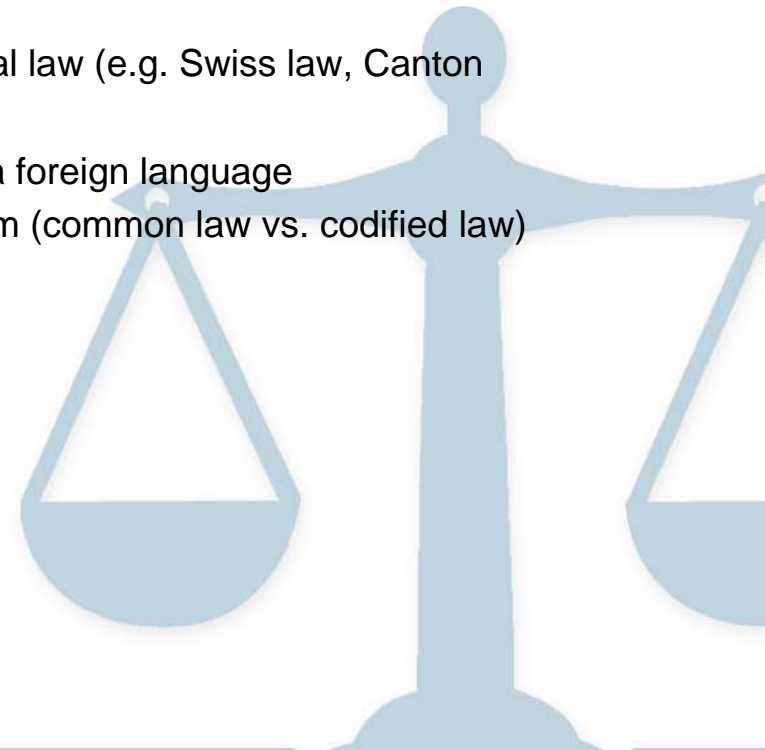 al law (e.g. Swiss law, Canton
a foreign language
m (common law vs. codified law)